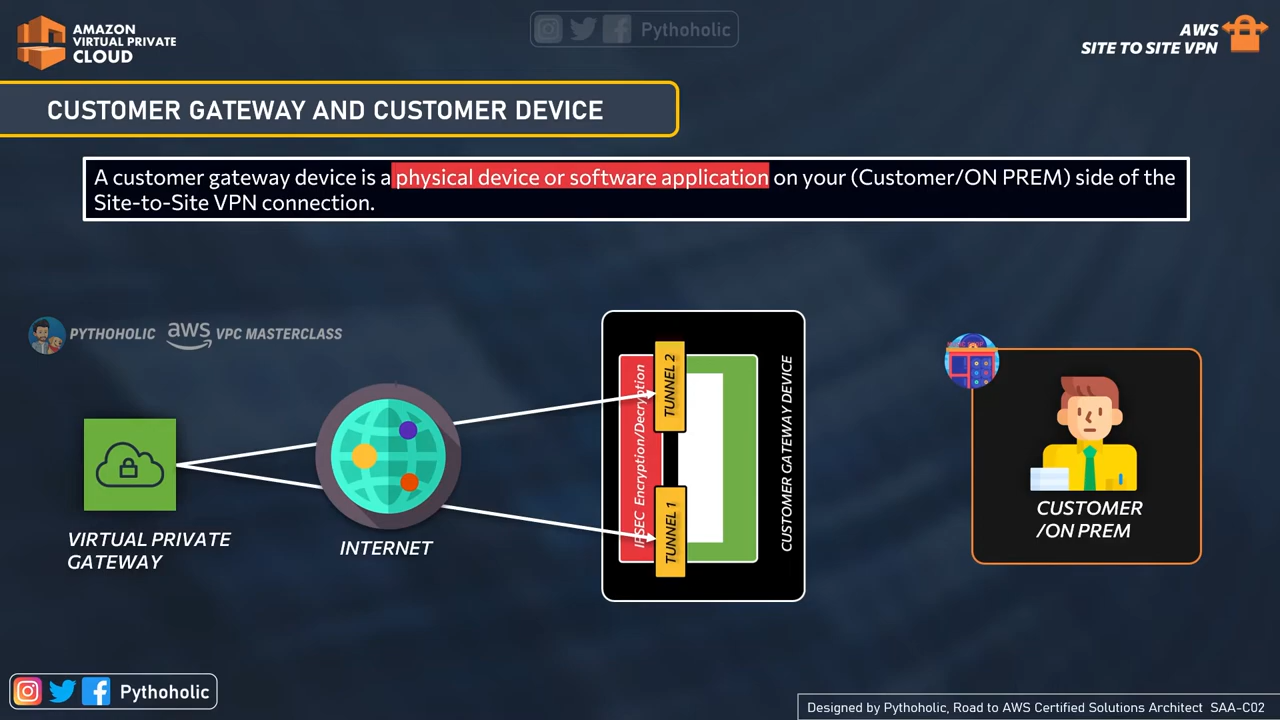 AMAZON
VIRTUAL PRIVATE
CLOUD
Pythoholic
AWS
SITE TO SITE VPN
CUSTOMER GATEWAY AND CUSTOMER DEVICE
A customer gateway device is a physical device or software application on your (Customer/ON PREM) side of the
Site-to-Site VPN connection.
PYTHOHOLIC aws VPC MASTERCLASS
VIRTUAL PRIVATE
GATEWAY
INTERNET
IPSEC Encryption/Decryption
TUNNEL 2
TUNNEL 1
CUSTOMER GATEWAY DEVICE
CUSTOMER
/ON PREM
Pythoholic
Designed by Pythoholic, Road to AWS Certified Solutions Architect SAA-C02